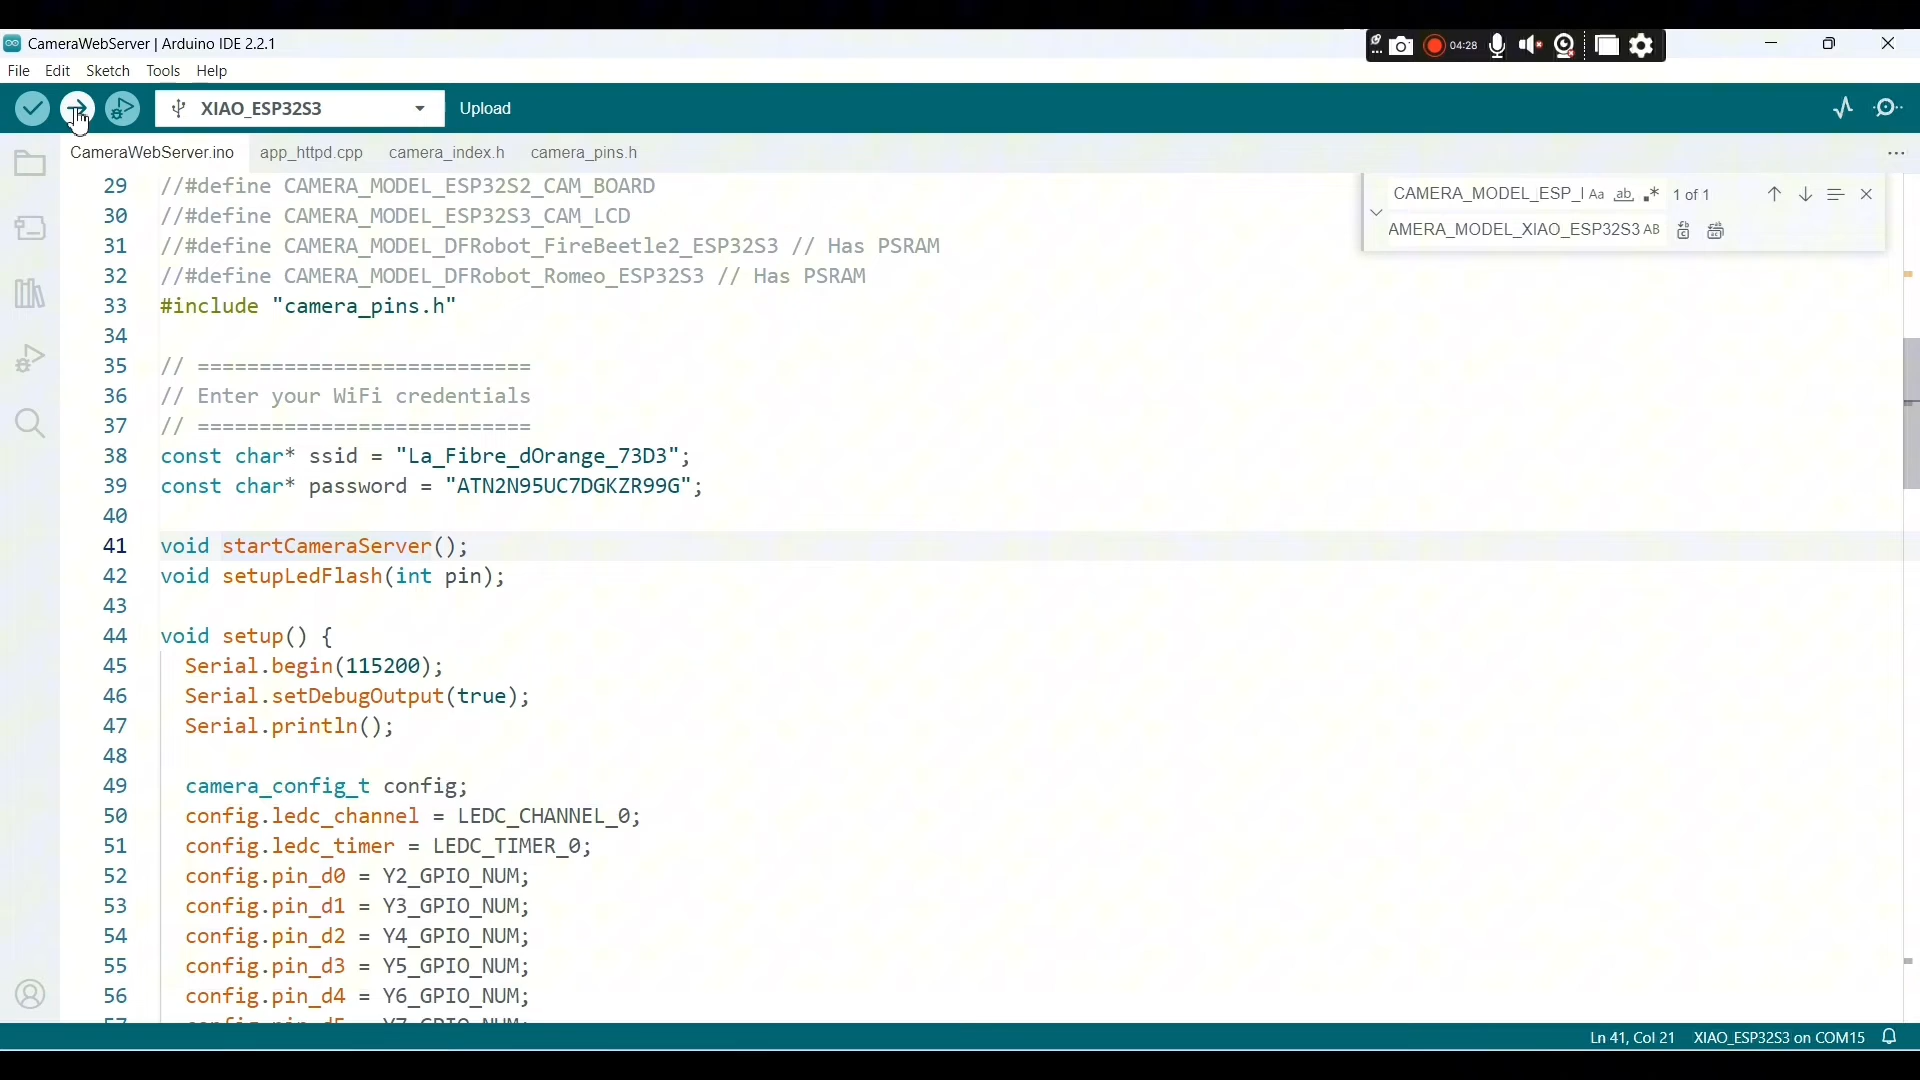 CameraWebServer | Arduino IDE 2.2.1
04:28
File Edit Sketch Tools Help
XIAO_ESP32S3
Upload
CameraWebServer.ino app_httpd.cpp camera_index.h camera_pins.h
CAMERA_MODEL_ESP_ Aa ab 1 of 1
AMERA_MODEL_XIAO_ESP32S3 AB
29 //#define CAMERA_MODEL_ESP32S2_CAM_BOARD
30 //#define CAMERA_MODEL_ESP32S3_CAM_LCD
31 //#define CAMERA_MODEL_DFRobot_FireBeetle2_ESP32S3 // Has PSRAM
32 //#define CAMERA_MODEL_DFRobot_Romeo_ESP32S3 // Has PSRAM
33 #include "camera_pins.h"
34
35 // ===========================
36 // Enter your WiFi credentials
37 // ===========================
38 const char* ssid = "La_Fibre_dOrange_73D3";
39 const char* password = "ATN2N95UC7DGKZR99G";
40
41 void startCameraServer();
42 void setupLedFlash(int pin);
43
44 void setup() {
45 Serial.begin(115200);
46 Serial.setDebugOutput(true);
47 Serial.println();
48
49 camera_config_t config;
50 config.ledc_channel = LEDC_CHANNEL_0;
51 config.ledc_timer = LEDC_TIMER_0;
52 config.pin_d0 = Y2_GPIO_NUM;
53 config.pin_d1 = Y3_GPIO_NUM;
54 config.pin_d2 = Y4_GPIO_NUM;
55 config.pin_d3 = Y5_GPIO_NUM;
56 config.pin_d4 = Y6_GPIO_NUM;
Ln 41, Col 21 XIAO_ESP32S3 on COM15